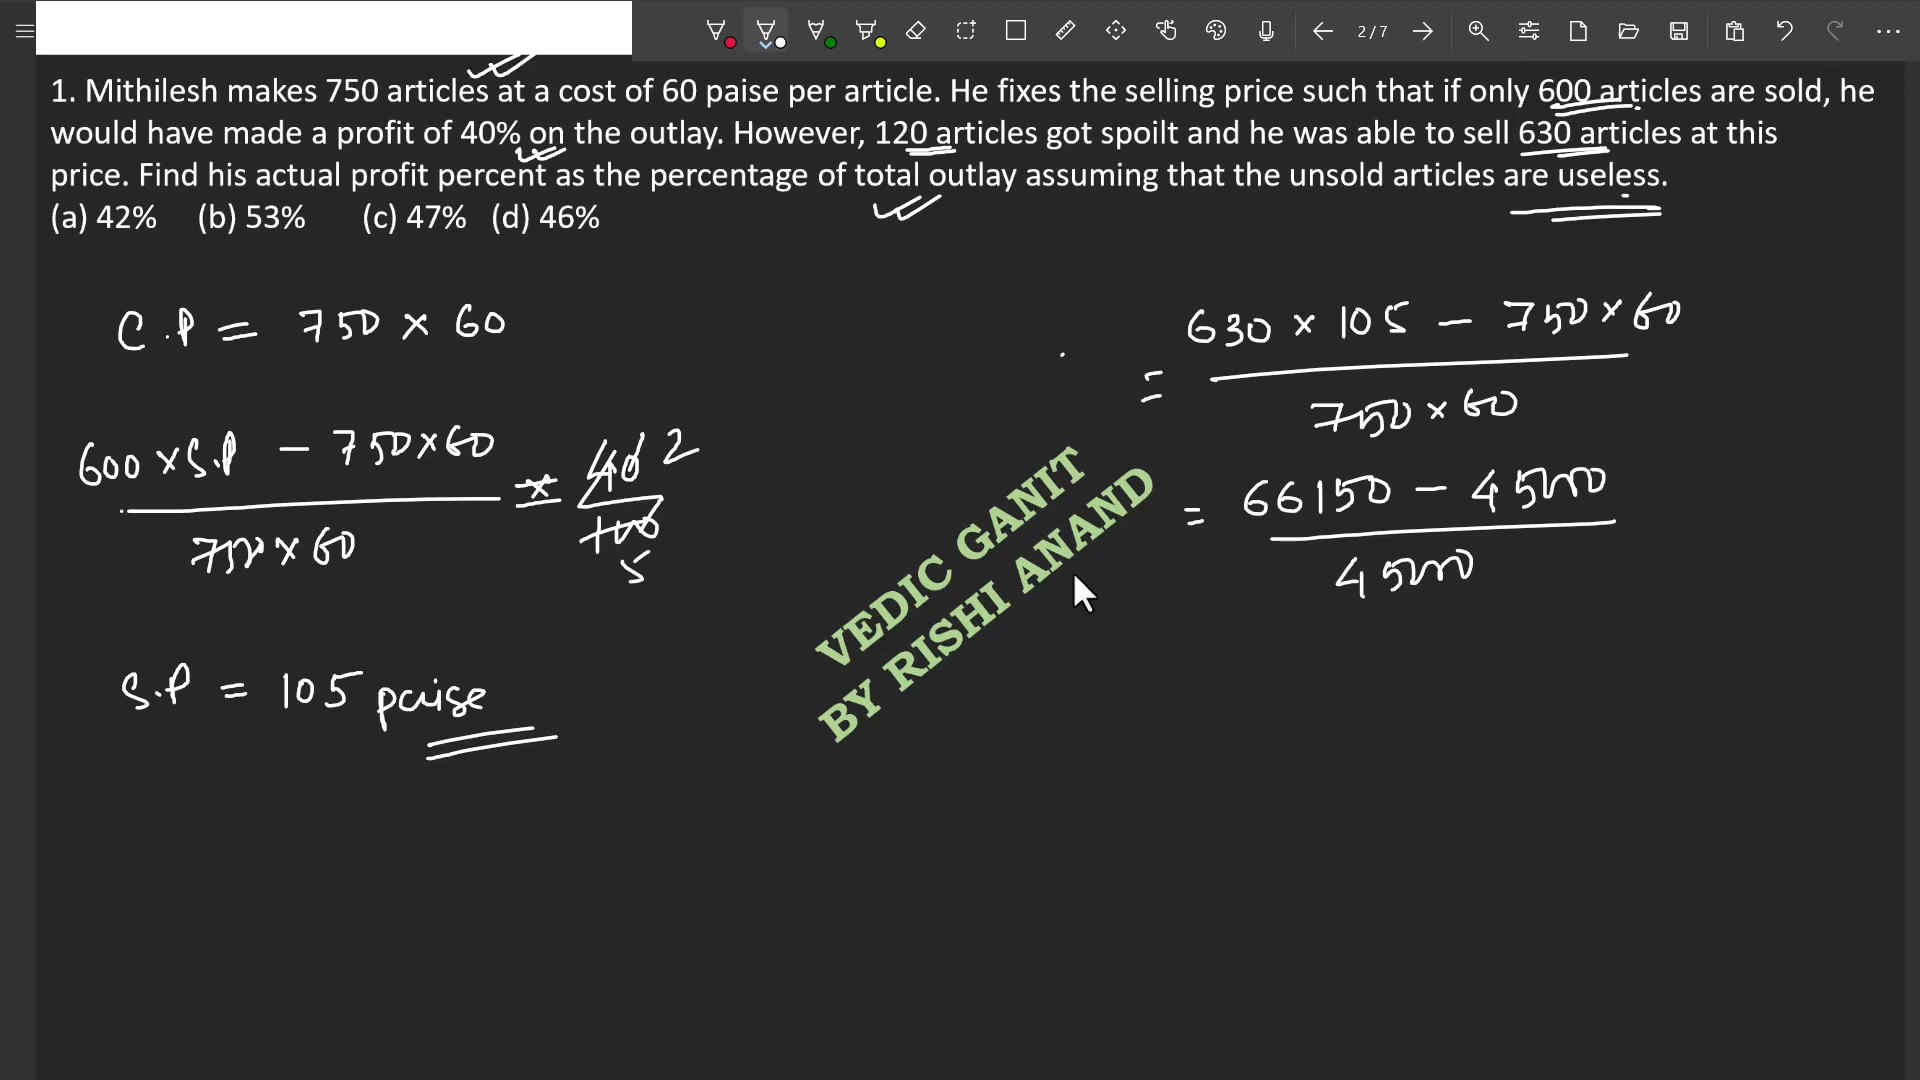 2/7
1. Mithilesh makes 750 articles at a cost of 60 paise per article. He fixes the selling price such that if only 600 articles are sold, he
would have made a profit of 40% on the outlay. However, 120 articles got spoilt and he was able to sell 630 articles at this
price. Find his actual profit percent as the percentage of total outlay assuming that the unsold articles are useless.
(a) 42% (b) 53% (c) 47% (d) 46%
C.P = 750 × 60
600 × S.P − 750×60
750 × 60
=
40 2
100
5
S.P = 105 paise
= 630 × 105 − 750×60
750 × 60
= 66150 − 45000
45000
VEDIC GANIT
BY RISHI ANAND